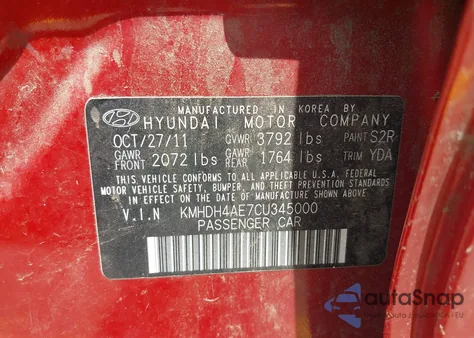 MANUFACTURED IN KOREA BY
HYUNDAI MOTOR COMPANY
OCT/27/11 GVWR 3792 lbs PAINT S2R
GAWR FRONT 2072 lbs GAWR REAR 1764 lbs TRIM YDA
THIS VEHICLE CONFORMS TO ALL APPLICABLE U.S.A. FEDERAL
MOTOR VEHICLE SAFETY, BUMPER, AND THEFT PREVENTION
STANDARDS IN EFFECT ON THE DATE OF MANUFACTURE SHOWN ABOVE.
V.I.N KMHDH4AE7CU345000
PASSENGER CAR
autoSnap